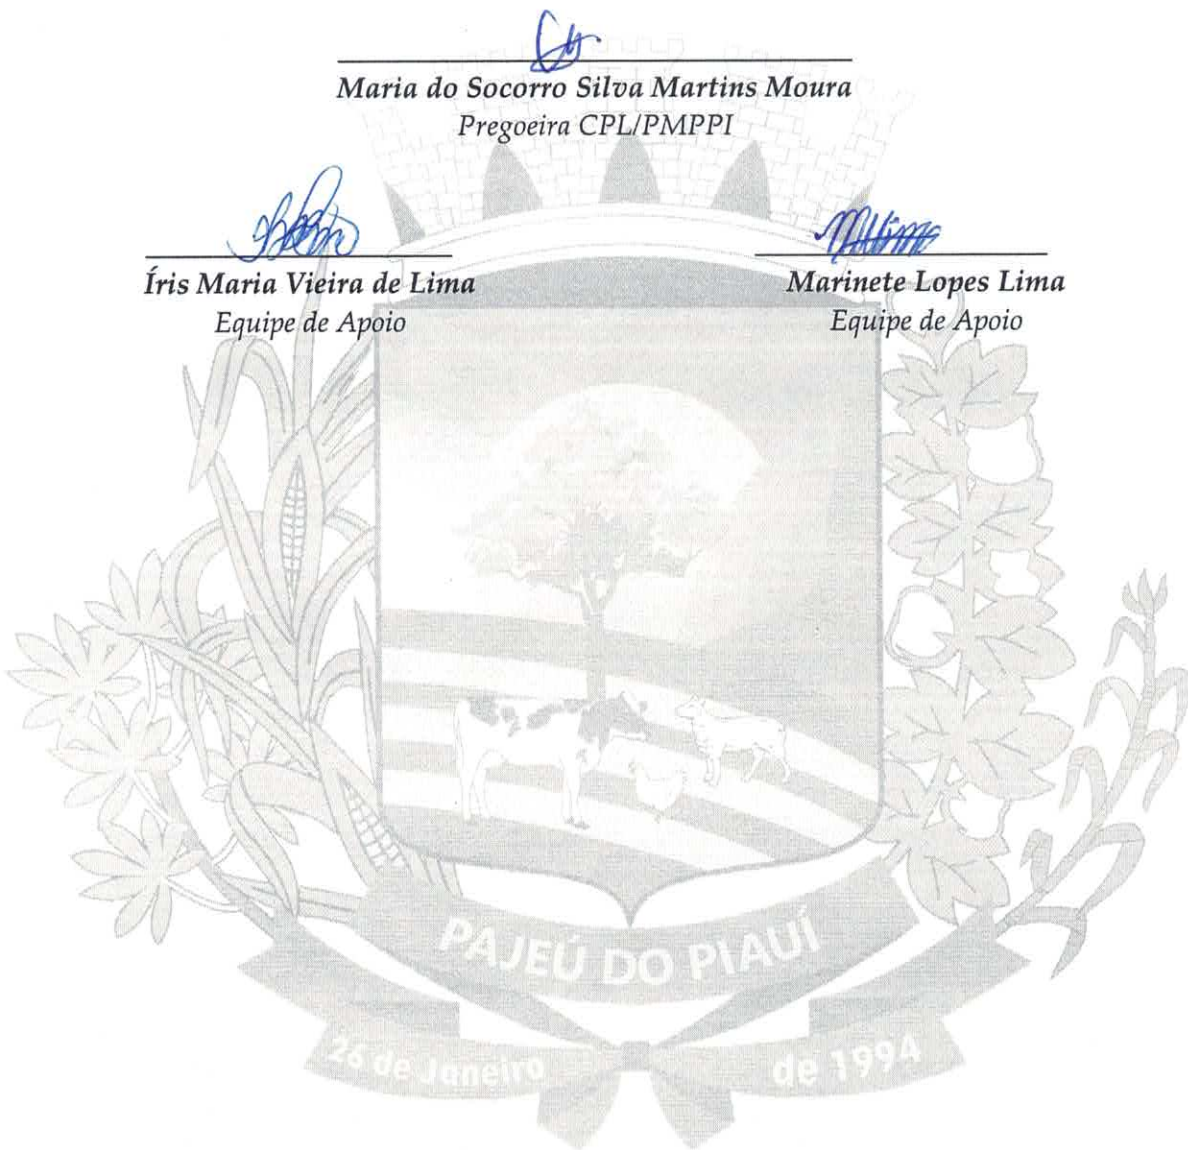 Maria do Socorro Silva Martins Moura
Pregoeira CPL/PMPPI
Íris Maria Vieira de Lima
Equipe de Apoio
Marinete Lopes Lima
Equipe de Apoio
PAJEÚ DO PIAUÍ
26 de Janeiro de 1994